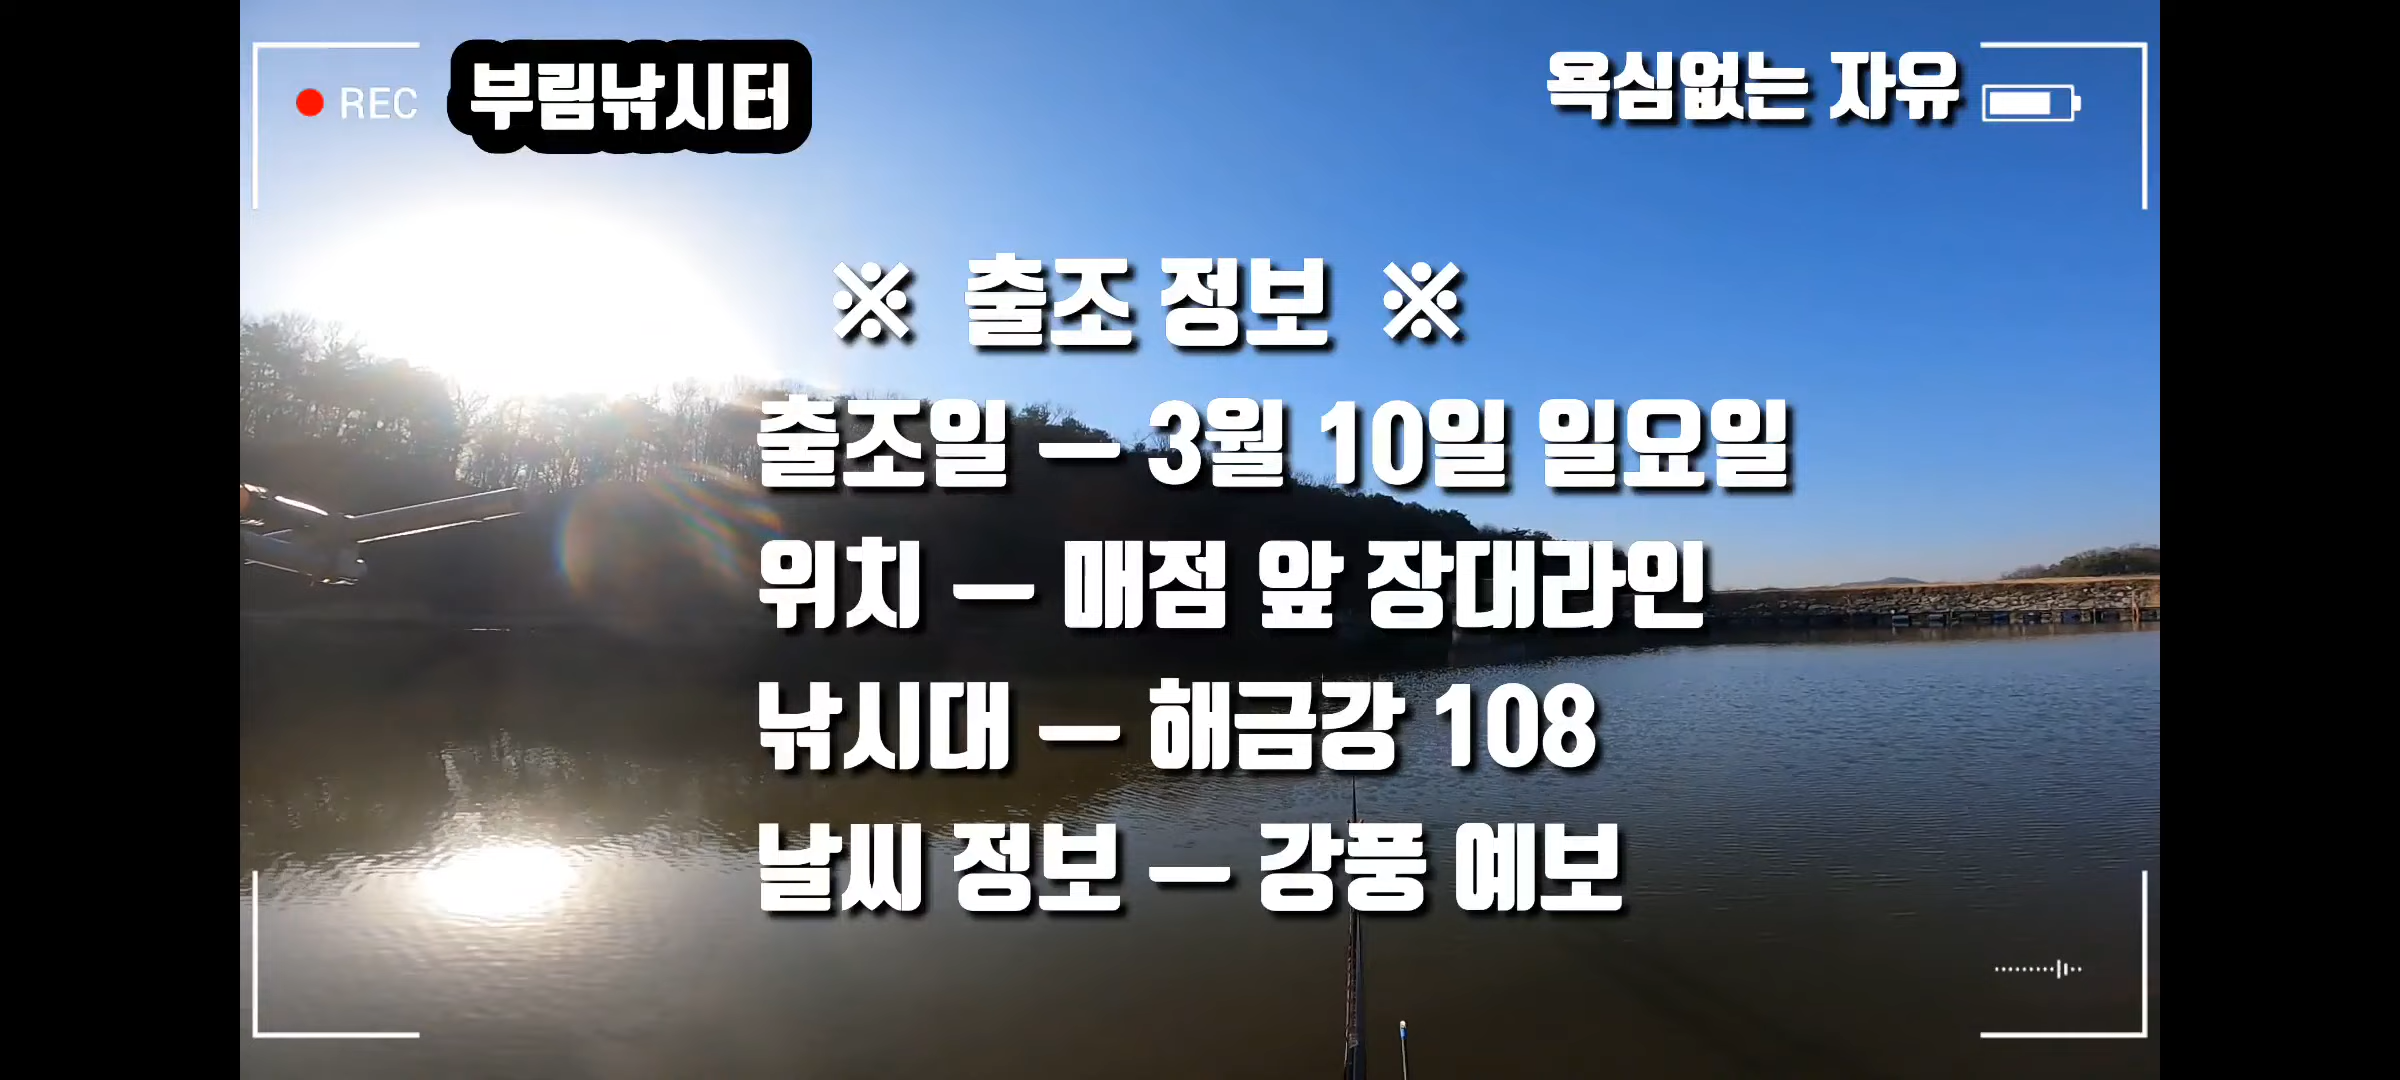 REC 부림낚시터
욕심없는 자유
※ 출조 정보 ※
출조일 – 3월 10일 일요일
위치 – 매점 앞 장대라인
낚시대 – 해금강 108
날씨 정보 – 강풍 예보